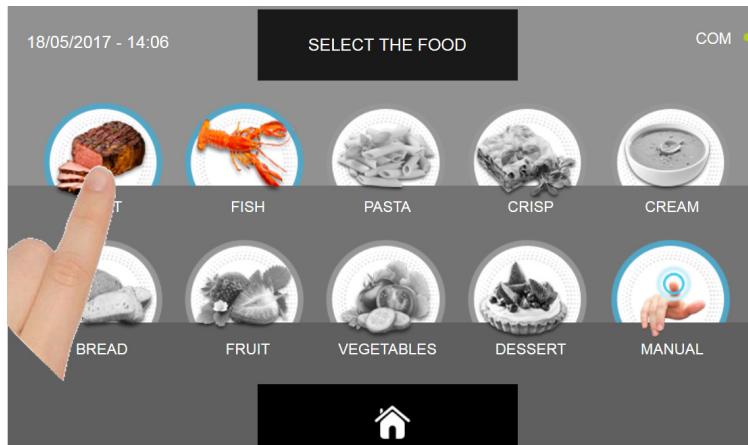 18/05/2017 - 14:06
SELECT THE FOOD
COM
FISH
PASTA
CRISP
CREAM
BREAD
FRUIT
VEGETABLES
DESSERT
MANUAL